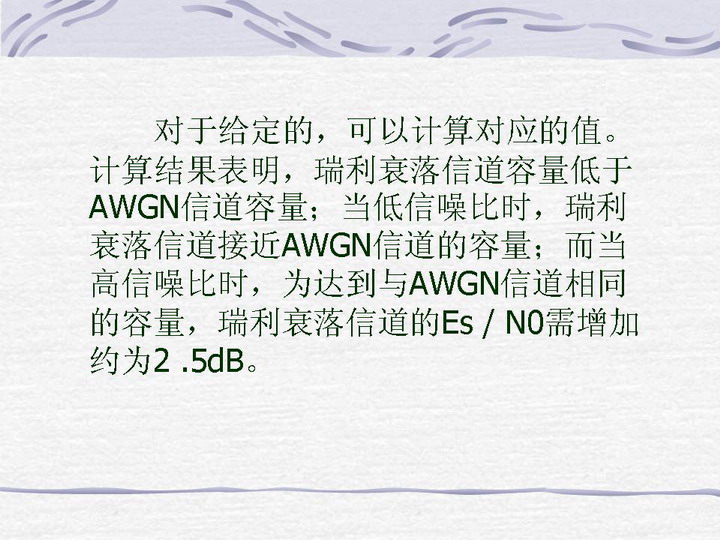 对于给定的，可以计算对应的值。
计算结果表明，瑞利衰落信道容量低于
AWGN信道容量；当低信噪比时，瑞利
衰落信道接近AWGN信道的容量；而当
高信噪比时，为达到与AWGN信道相同
的容量，瑞利衰落信道的Es / N0需增加
约为2 .5dB。